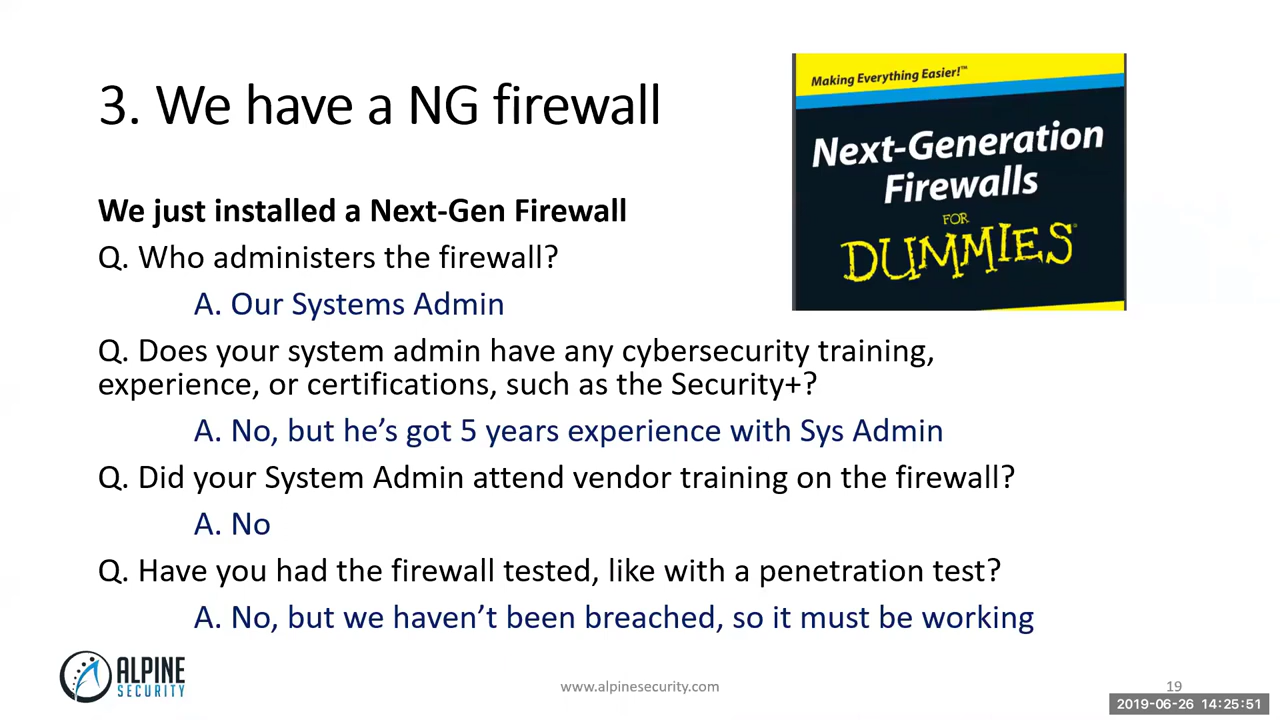 3. We have a NG firewall
Making Everything Easier!™
Next-Generation
Firewalls
FOR
DUMMIES®
We just installed a Next-Gen Firewall
Q. Who administers the firewall?
A. Our Systems Admin
Q. Does your system admin have any cybersecurity training,
experience, or certifications, such as the Security+?
A. No, but he’s got 5 years experience with Sys Admin
Q. Did your System Admin attend vendor training on the firewall?
A. No
Q. Have you had the firewall tested, like with a penetration test?
A. No, but we haven’t been breached, so it must be working
ALPINE
SECURITY
www.alpinesecurity.com
19
2019-06-26 14:25:51